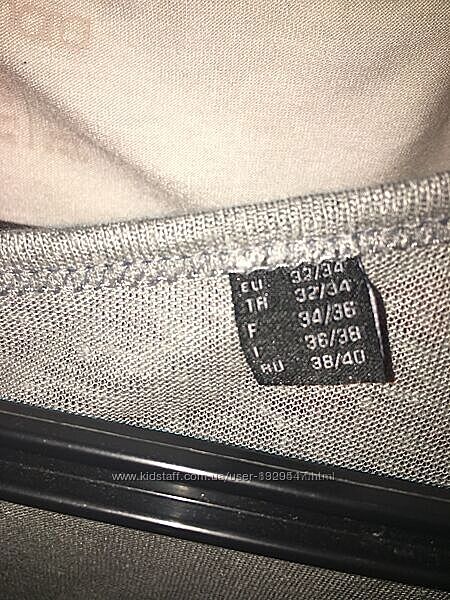 EU 32/34
TR 32/34
F 34/36
I 36/38
RU 38/40
www.kidstaff.com.ua/user-1929547.html